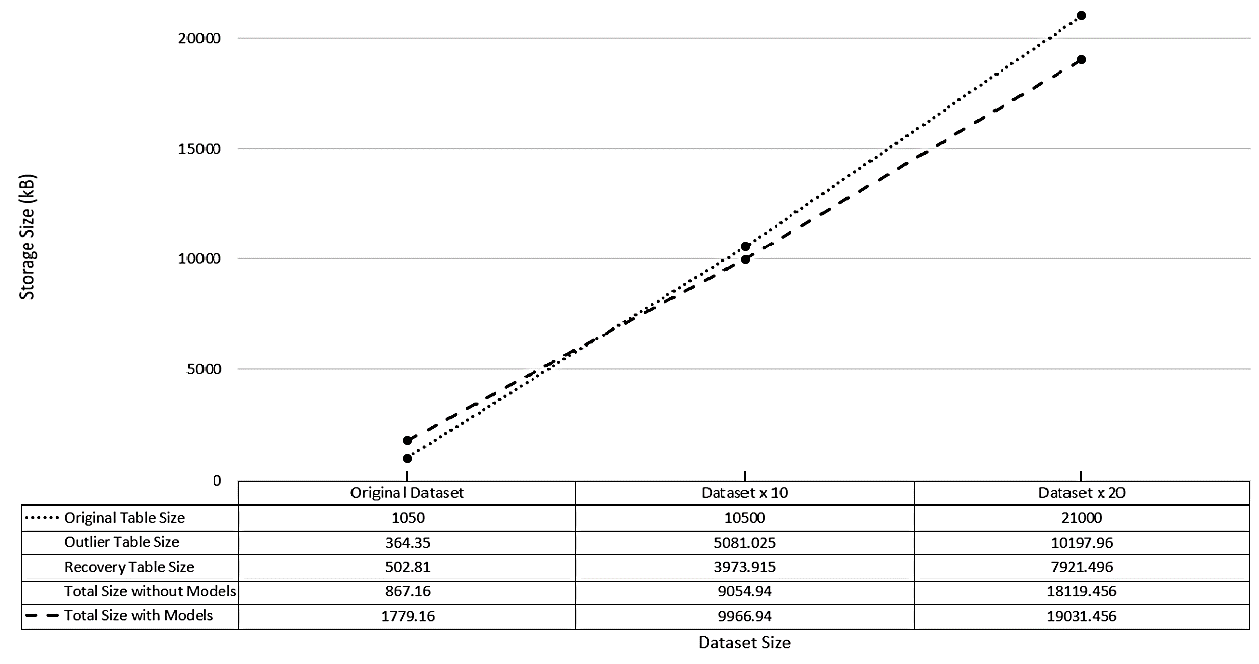 20000
15000
10000
5000
0
Storage Size (kB)
Original Dataset Dataset x 10 Dataset x 20
Original Table Size 1050 10500 21000
Outlier Table Size 364.35 5081.025 10197.96
Recovery Table Size 502.81 3973.915 7921.496
Total Size without Models 867.16 9054.94 18119.456
Total Size with Models 1779.16 9966.94 19031.456
Dataset Size